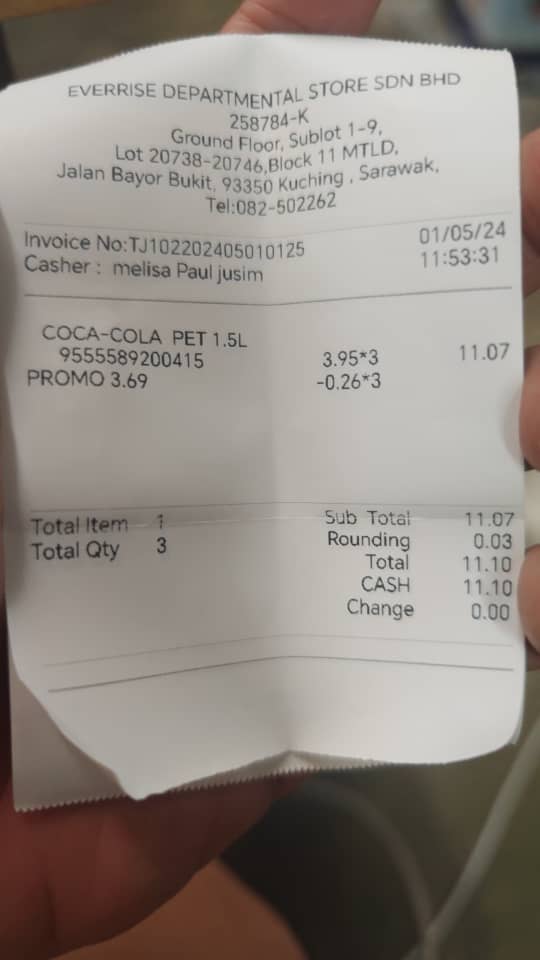 EVERRISE DEPARTMENTAL STORE SDN BHD
258784-K
Ground Floor, Sublot 1-9,
Lot 20738-20746,Block 11 MTLD,
Jalan Bayor Bukit, 93350 Kuching , Sarawak,
Tel:082-502262
Invoice No:TJ102202405010125 01/05/24
Casher : melisa Paul jusim 11:53:31
COCA-COLA PET 1.5L
9555589200415 3.95*3 11.07
PROMO 3.69 -0.26*3
Total Item 1 Sub Total 11.07
Total Qty 3 Rounding 0.03
Total 11.10
CASH 11.10
Change 0.00